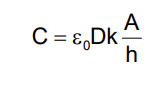 C = ε₀Dk A/h